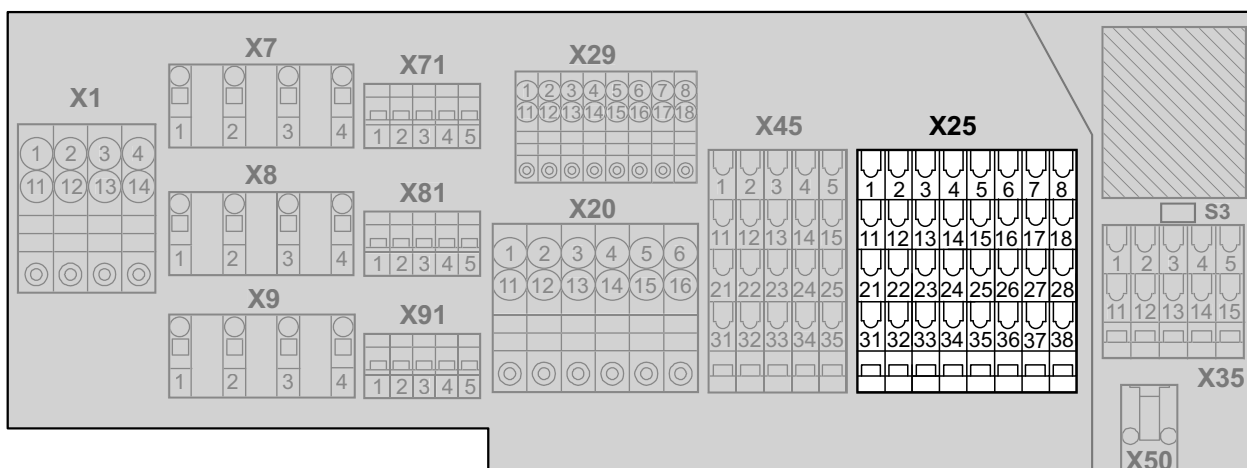 X1
1 2 3 4
11 12 13 14
X7
1 2 3 4
X8
1 2 3 4
X9
1 2 3 4
X71
1 2 3 4 5
X81
1 2 3 4 5
X91
1 2 3 4 5
X29
1 2 3 4 5 6 7 8
11 12 13 14 15 16 17 18
X20
1 2 3 4 5 6
11 12 13 14 15 16
X45
1 2 3 4 5
11 12 13 14 15
21 22 23 24 25
31 32 33 34 35
X25
1 2 3 4 5 6 7 8
11 12 13 14 15 16 17 18
21 22 23 24 25 26 27 28
31 32 33 34 35 36 37 38
S3
1 2 3 4 5
11 12 13 14 15
X35
X50